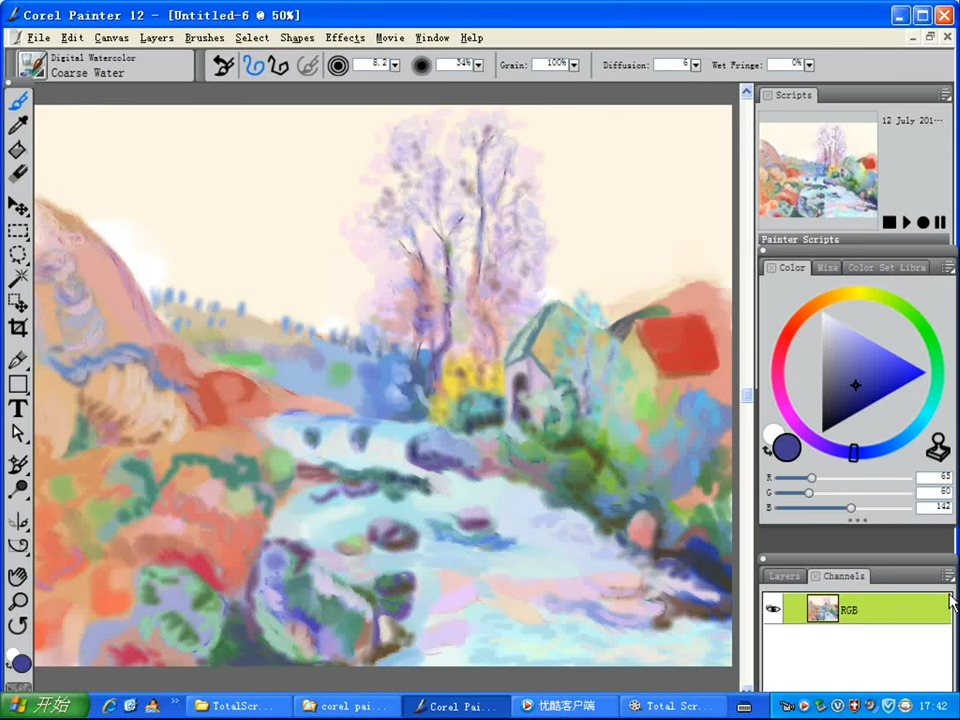 Corel Painter 12 - [Untitled-6 @ 50%]
File Edit Canvas Layers Brushes Select Shapes Effects Movie Window Help
Digital Watercolor
Coarse Water
8.2
34%
Grain: 100%
Diffusion: 6
Wet Fringe: 0%
Scripts
12 July 201...
Painter Scripts
Color Mixe Color Set Libra
R 65
G 60
B 142
Layers Channels
RGB
T
开始
TotalScr...
corel pai...
Corel Pai...
优酷客户端
Total Scr...
17:42